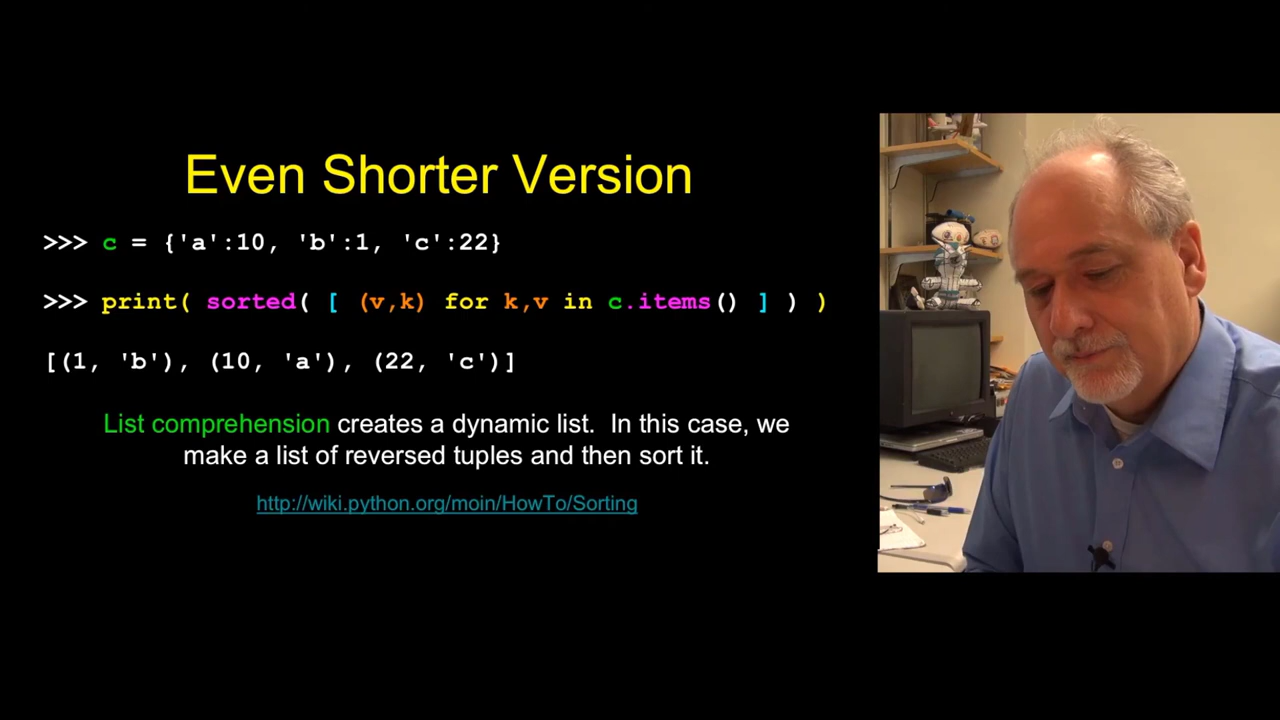 Even Shorter Version
>>> c = {'a':10, 'b':1, 'c':22}
>>> print( sorted( [ (v,k) for k,v in c.items() ] ) )
[(1, 'b'), (10, 'a'), (22, 'c')]
List comprehension creates a dynamic list.  In this case, we
make a list of reversed tuples and then sort it.
http://wiki.python.org/moin/HowTo/Sorting